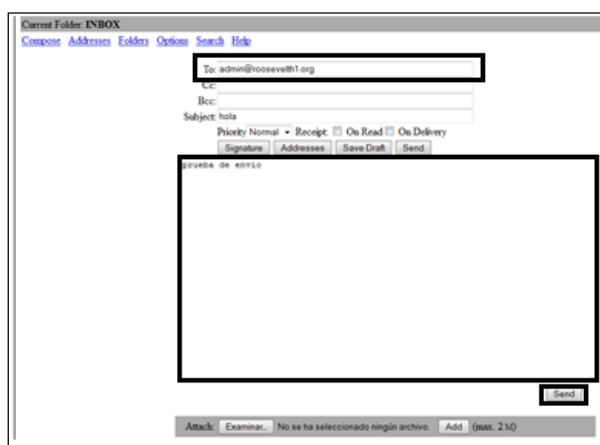 Current Folder: INBOX
Compose Addresses Folders Options Search Help
To: admin@roosevelth1.org
Cc:
Bcc:
Subject: hola
Priority Normal Receipt: On Read On Delivery
Signature Addresses Save Draft Send
prueba de envio
Send
Attach: Examinar... No se ha seleccionado ningún archivo. Add (max. 2 M)